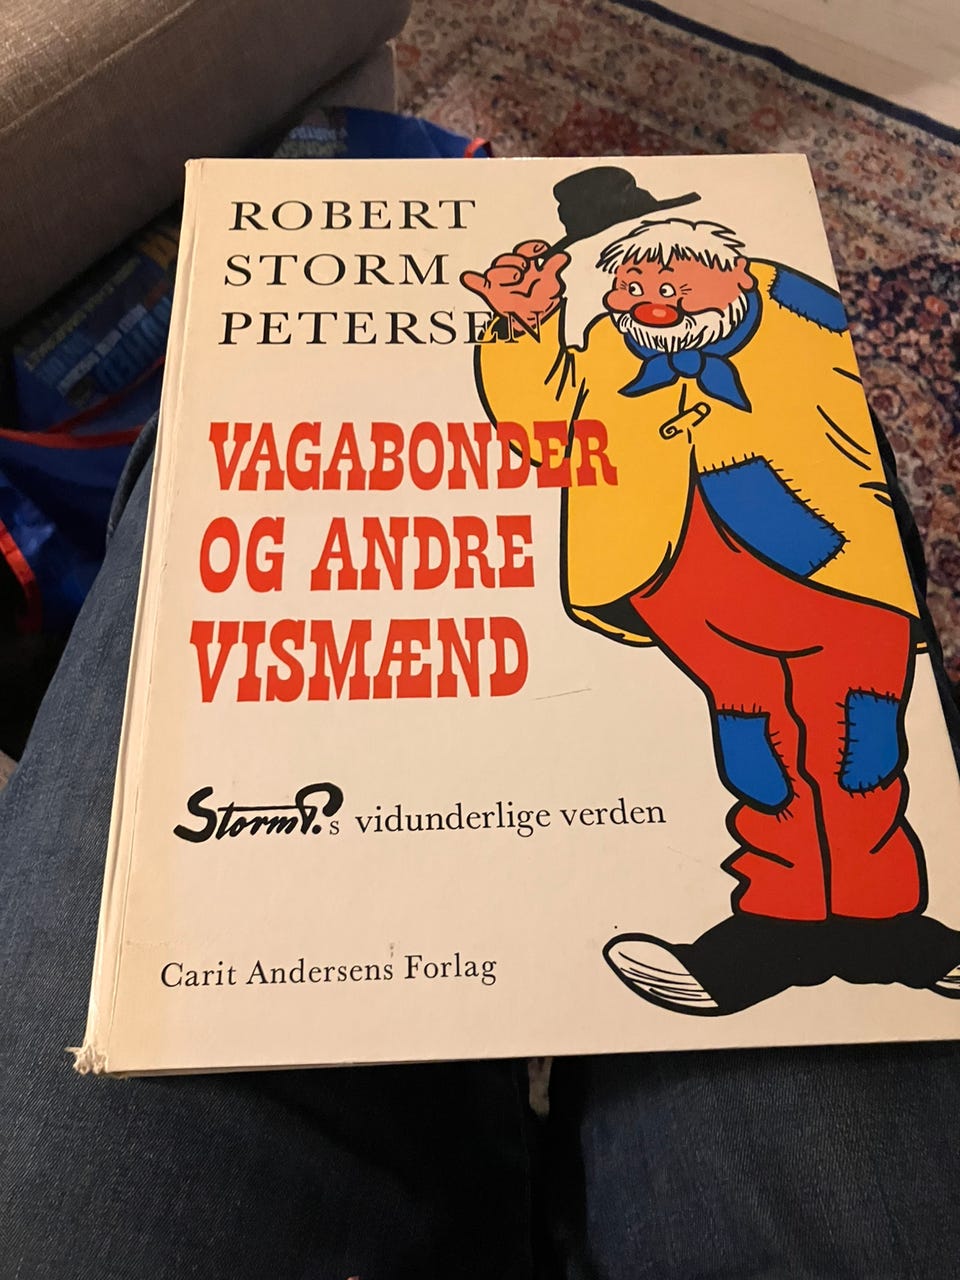 ROBERT
STORM
PETERSEN
VAGABONDER
OG ANDRE
VISMÆND
Storm P.s vidunderlige verden
Carit Andersens Forlag